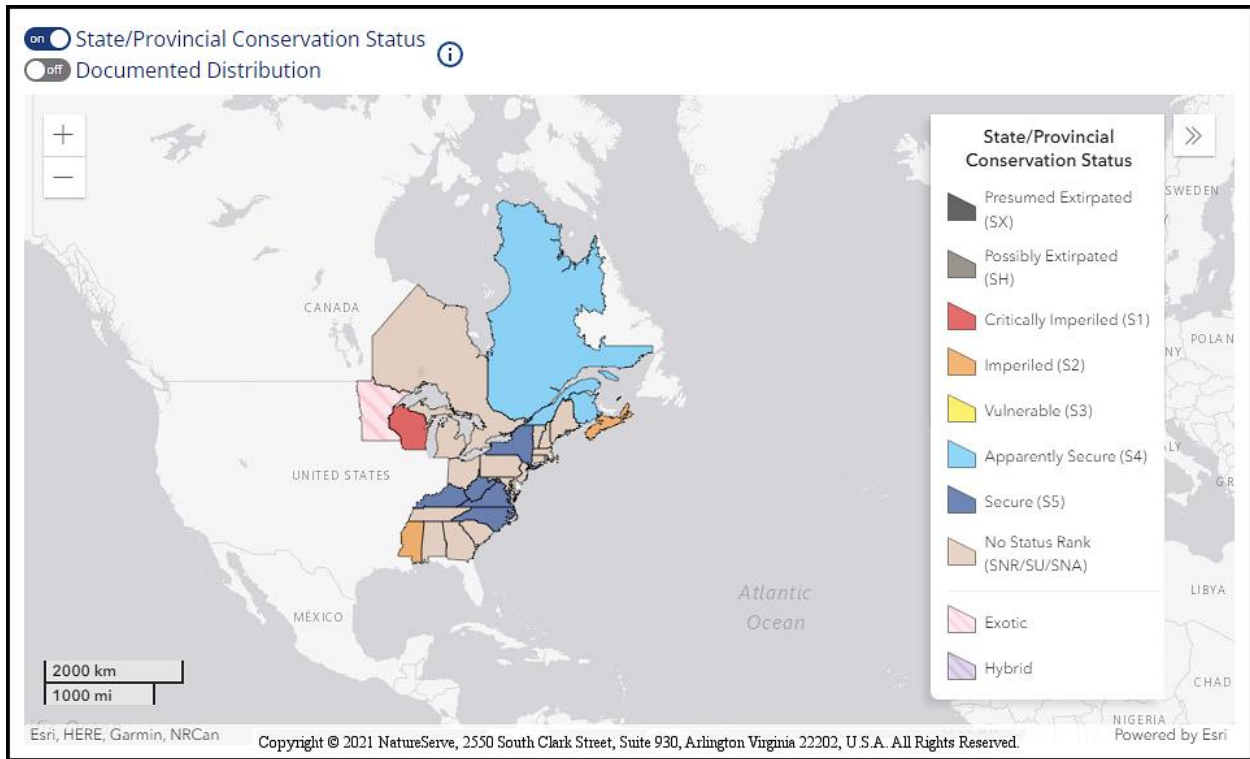 on State/Provincial Conservation Status
off Documented Distribution
CANADA
UNITED STATES
MÉXICO
Atlantic
Ocean
State/Provincial
Conservation Status
Presumed Extirpated
(SX)
Possibly Extirpated
(SH)
Critically Imperiled (S1)
Imperiled (S2)
Vulnerable (S3)
Apparently Secure (S4)
Secure (S5)
No Status Rank
(SNR/SU/SNA)
Exotic
Hybrid
SWEDEN
POLAN
NY
ALY
GR
LIBYA
CHAD
NIGERIA
2000 km
1000 mi
Esri, HERE, Garmin, NRCan
Copyright © 2021 NatureServe, 2550 South Clark Street, Suite 930, Arlington Virginia 22202, U.S.A. All Rights Reserved.
Powered by Esri